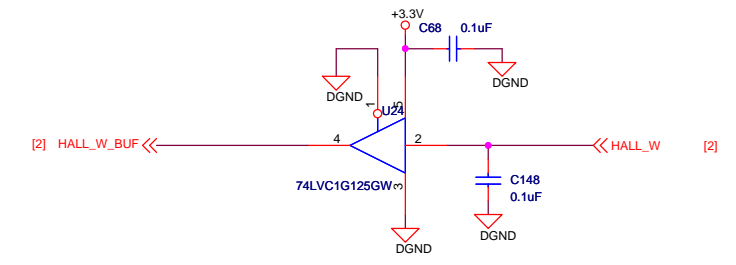 +3.3V
C68 0.1uF
DGND
DGND
1
5
U24
[2] HALL_W_BUF
4
2
HALL_W [2]
74LVC1G125GW
3
C148
0.1uF
DGND
DGND